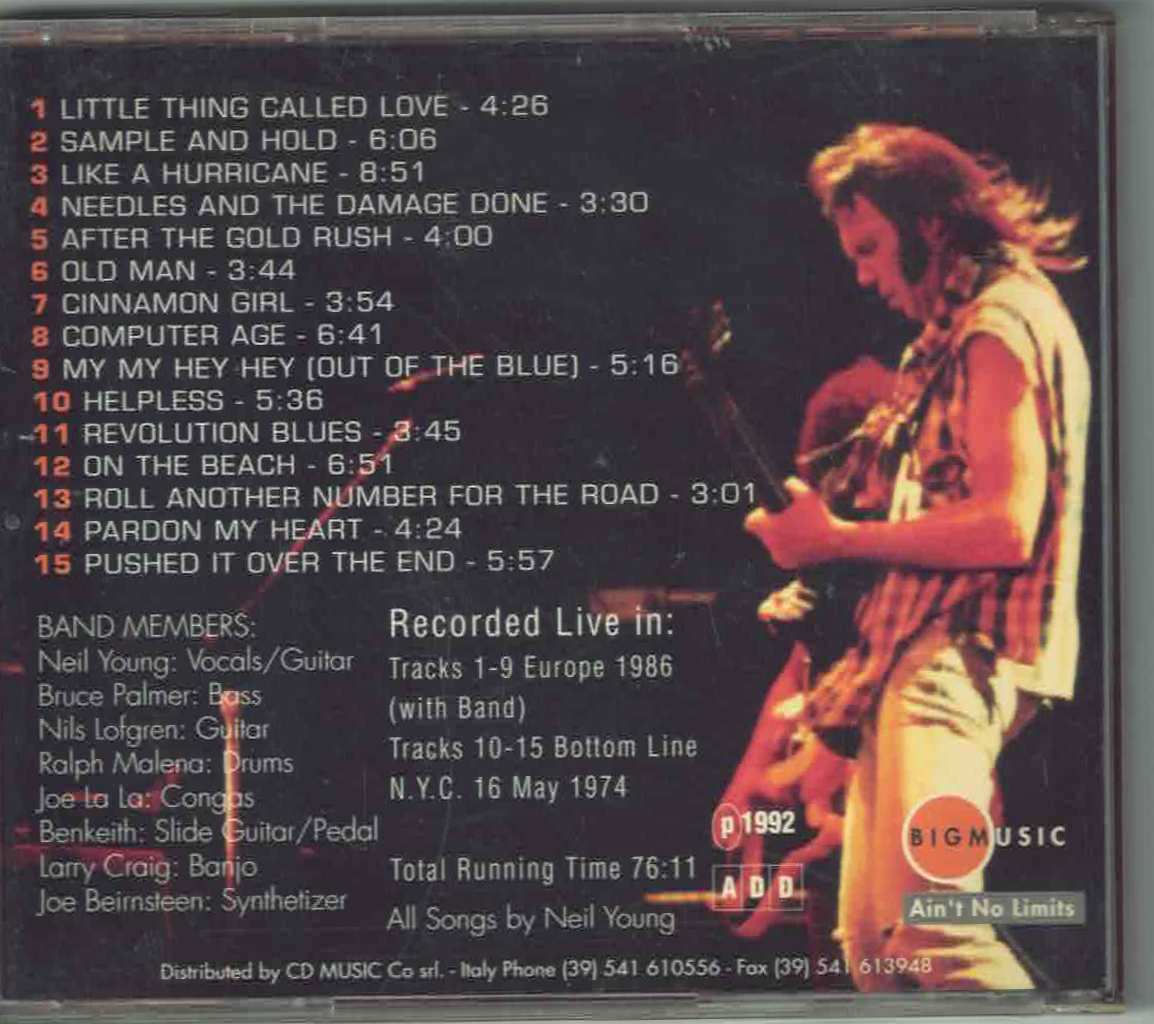 1 LITTLE THING CALLED LOVE - 4:26
2 SAMPLE AND HOLD - 6:06
3 LIKE A HURRICANE - 8:51
4 NEEDLES AND THE DAMAGE DONE - 3:30
5 AFTER THE GOLD RUSH - 4:00
6 OLD MAN - 3:44
7 CINNAMON GIRL - 3:54
8 COMPUTER AGE - 6:41
9 MY MY HEY HEY (OUT OF THE BLUE) - 5:16
10 HELPLESS - 5:36
11 REVOLUTION BLUES - 3:45
12 ON THE BEACH - 6:51
13 ROLL ANOTHER NUMBER FOR THE ROAD - 3:01
14 PARDON MY HEART - 4:24
15 PUSHED IT OVER THE END - 5:57
BAND MEMBERS:
Neil Young: Vocals/Guitar
Bruce Palmer: Bass
Nils Lofgren: Guitar
Ralph Malena: Drums
Joe La La: Congas
Benkeith: Slide Guitar/Pedal
Larry Craig: Banjo
Joe Beirnsteen: Synthetizer
Recorded Live in:
Tracks 1-9 Europe 1986
(with Band)
Tracks 10-15 Bottom Line
N.Y.C. 16 May 1974
Total Running Time 76:11
All Songs by Neil Young
p 1992
ADD
BIGMUSIC
Ain't No Limits
Distributed by CD MUSIC Co srl. - Italy Phone (39) 541 610556 - Fax (39) 541 613948